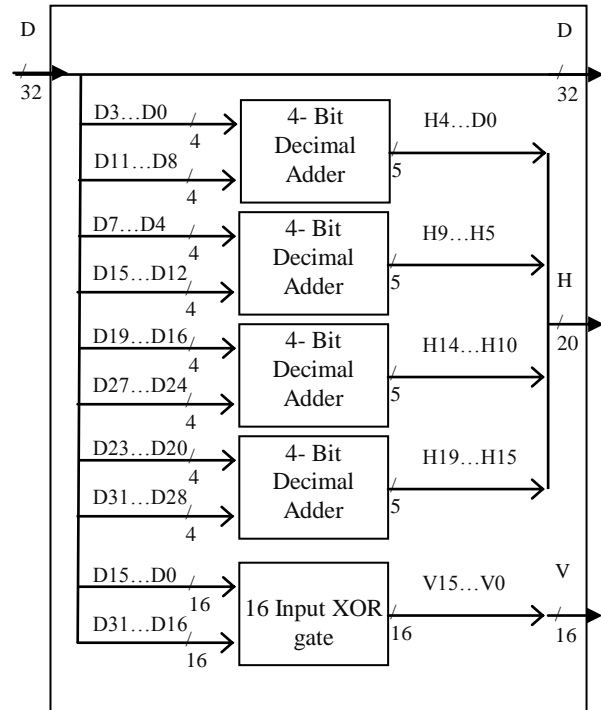 D
D
32
32
D3...D0
4
D11...D8
4
4- Bit
Decimal
Adder
H4...D0
5
D7...D4
4
D15...D12
4
4- Bit
Decimal
Adder
H9...H5
5
H
20
D19...D16
4
D27...D24
4
4- Bit
Decimal
Adder
H14...H10
5
D23...D20
4
D31...D28
4
4- Bit
Decimal
Adder
H19...H15
5
D15...D0
16
D31...D16
16
16 Input XOR
gate
V15...V0
16
V
16